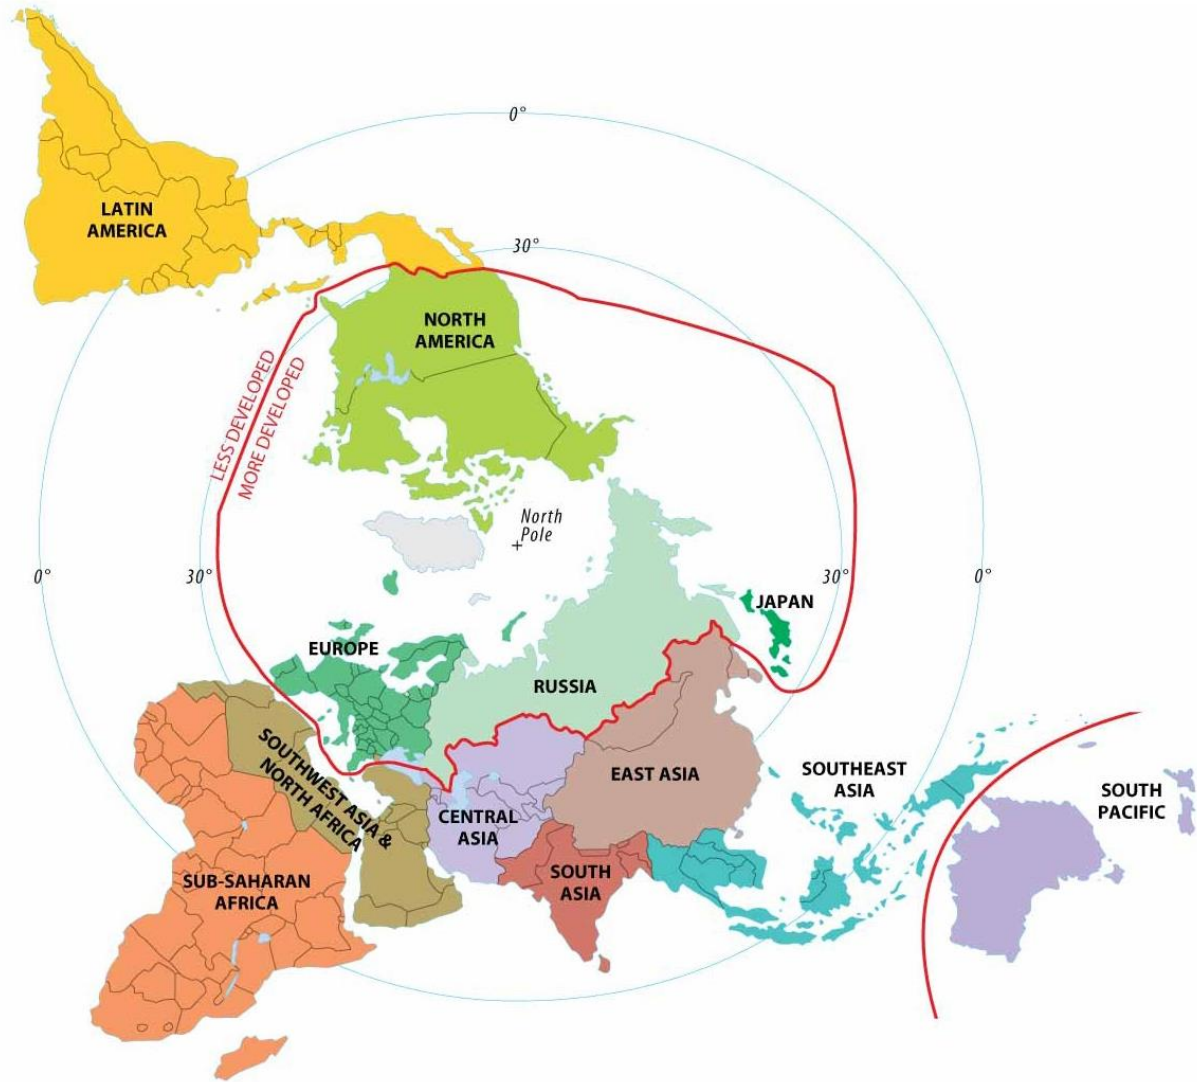 0°
LATIN
AMERICA
30°
NORTH
AMERICA
LESS DEVELOPED
MORE DEVELOPED
North
Pole
0°
30°
30°
0°
JAPAN
EUROPE
RUSSIA
SOUTHWEST ASIA &
NORTH AFRICA
EAST ASIA
SOUTHEAST
ASIA
SOUTH
PACIFIC
CENTRAL
ASIA
SOUTH
ASIA
SUB-SAHARAN
AFRICA